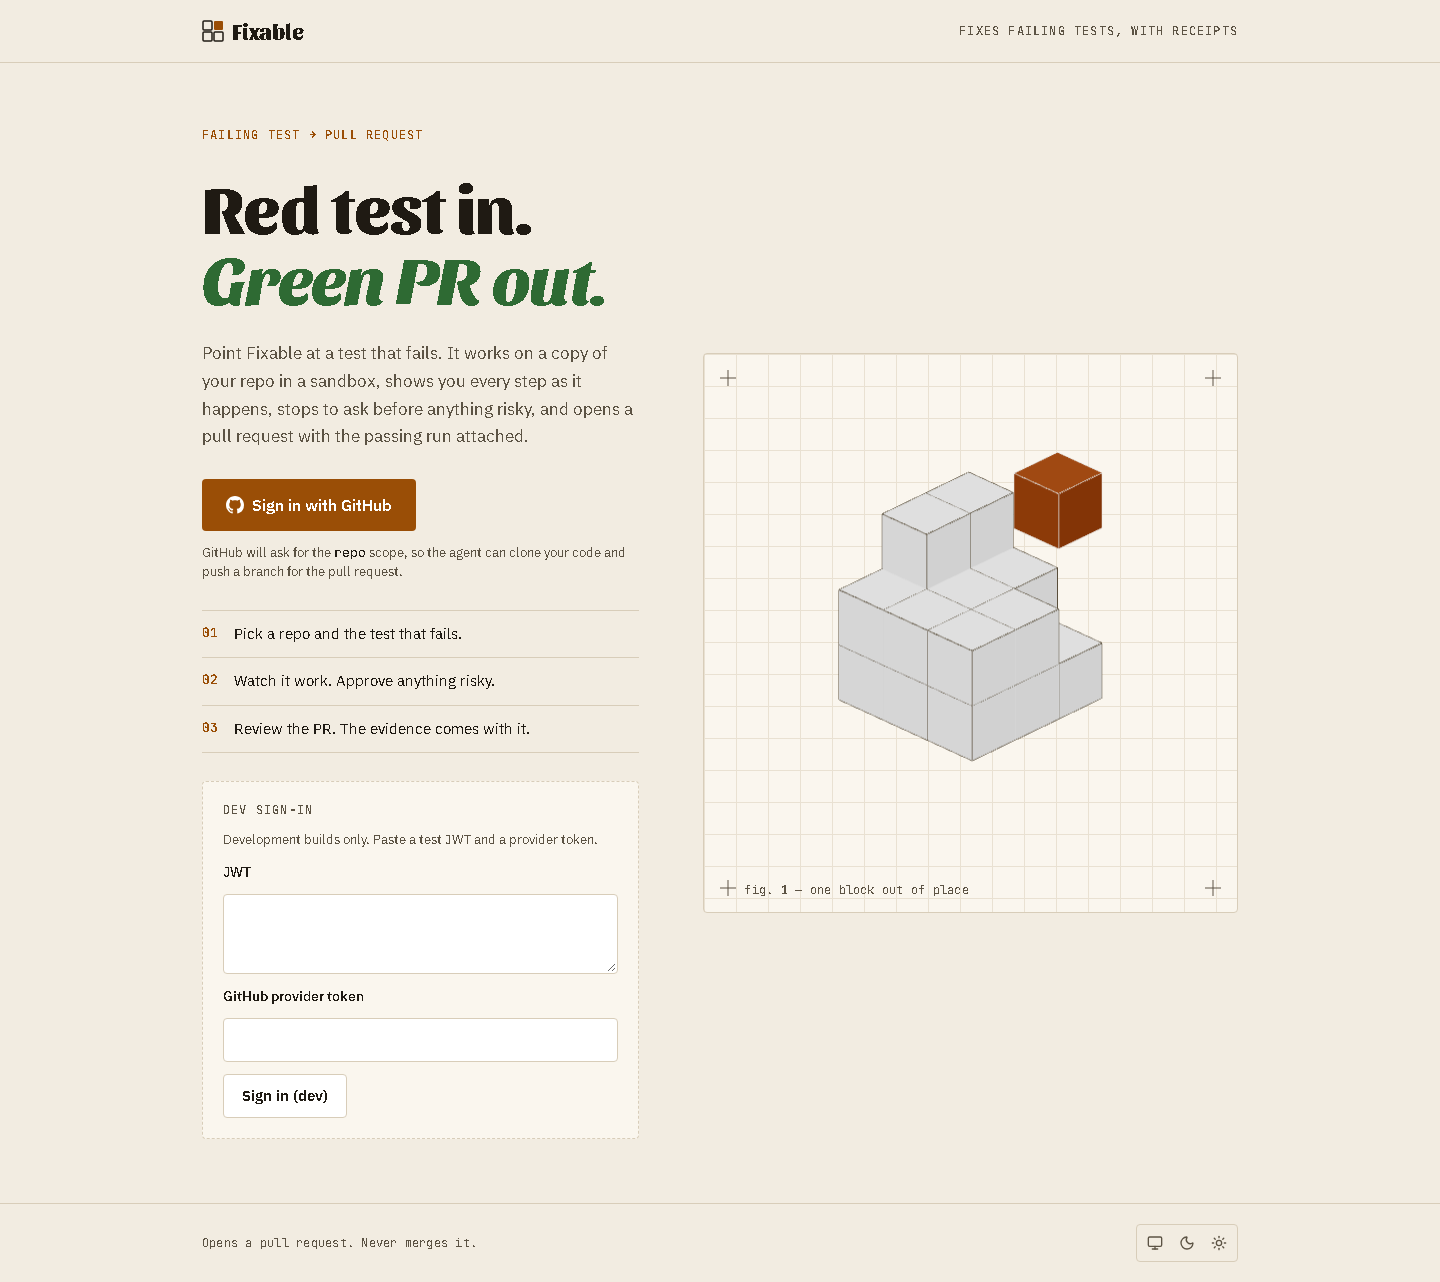 Fixable
FIXES FAILING TESTS, WITH RECEIPTS
FAILING TEST → PULL REQUEST
Red test in.
Green PR out.
Point Fixable at a test that fails. It works on a copy of
your repo in a sandbox, shows you every step as it
happens, stops to ask before anything risky, and opens a
pull request with the passing run attached.
Sign in with GitHub
GitHub will ask for the repo scope, so the agent can clone your code and
push a branch for the pull request.
01 Pick a repo and the test that fails.
02 Watch it work. Approve anything risky.
03 Review the PR. The evidence comes with it.
DEV SIGN-IN
Development builds only. Paste a test JWT and a provider token.
JWT
GitHub provider token
Sign in (dev)
fig. 1 — one block out of place
Opens a pull request. Never merges it.